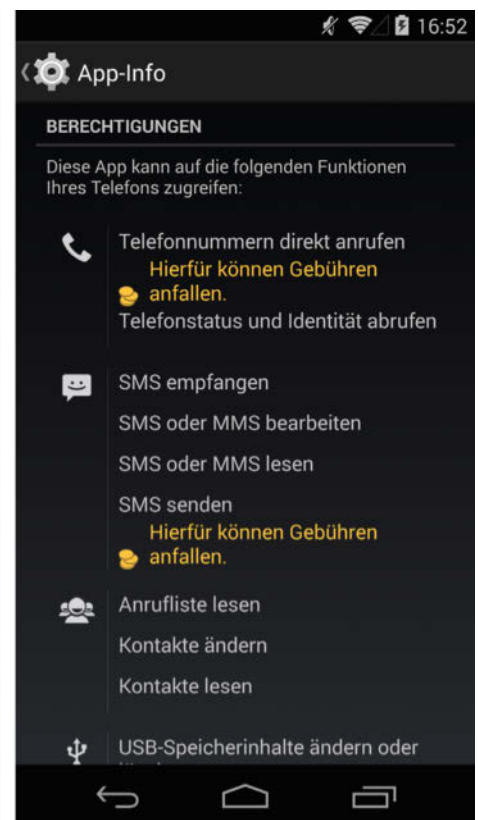 16:52
App-Info
BERECHTIGUNGEN
Diese App kann auf die folgenden Funktionen
Ihres Telefons zugreifen:
Telefonnummern direkt anrufen
Hierfür können Gebühren
anfallen.
Telefonstatus und Identität abrufen
SMS empfangen
SMS oder MMS bearbeiten
SMS oder MMS lesen
SMS senden
Hierfür können Gebühren
anfallen.
Anrufliste lesen
Kontakte ändern
Kontakte lesen
USB-Speicherinhalte ändern oder